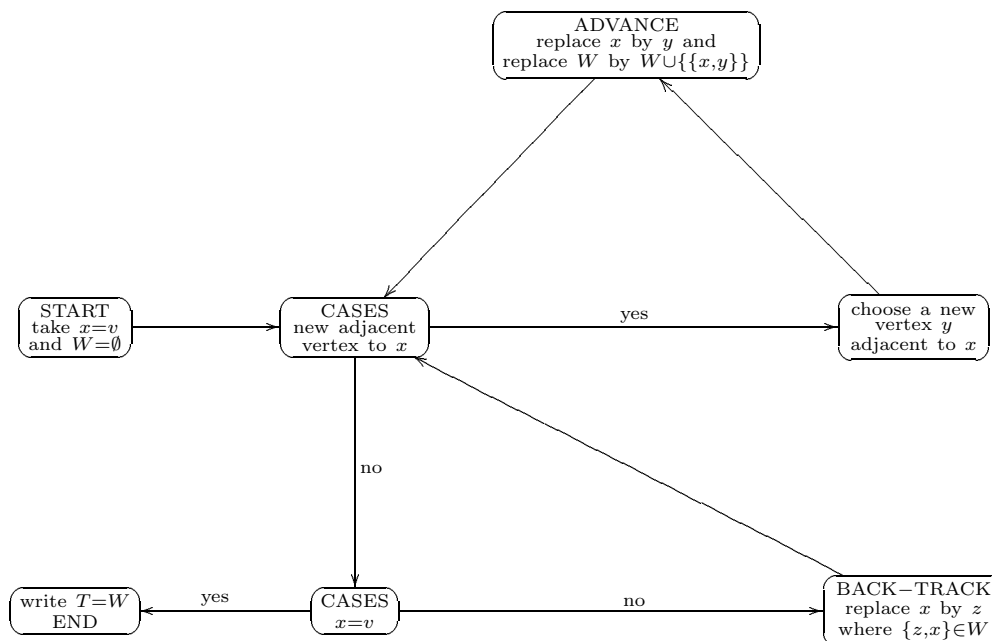 ADVANCE
replace x by y and
replace W by W∪{{x,y}}
START
take x=v
and W=∅
CASES
new adjacent
vertex to x
yes
choose a new
vertex y
adjacent to x
no
write T=W
END
yes
CASES
x=v
no
BACK−TRACK
replace x by z
where {z,x}∈W